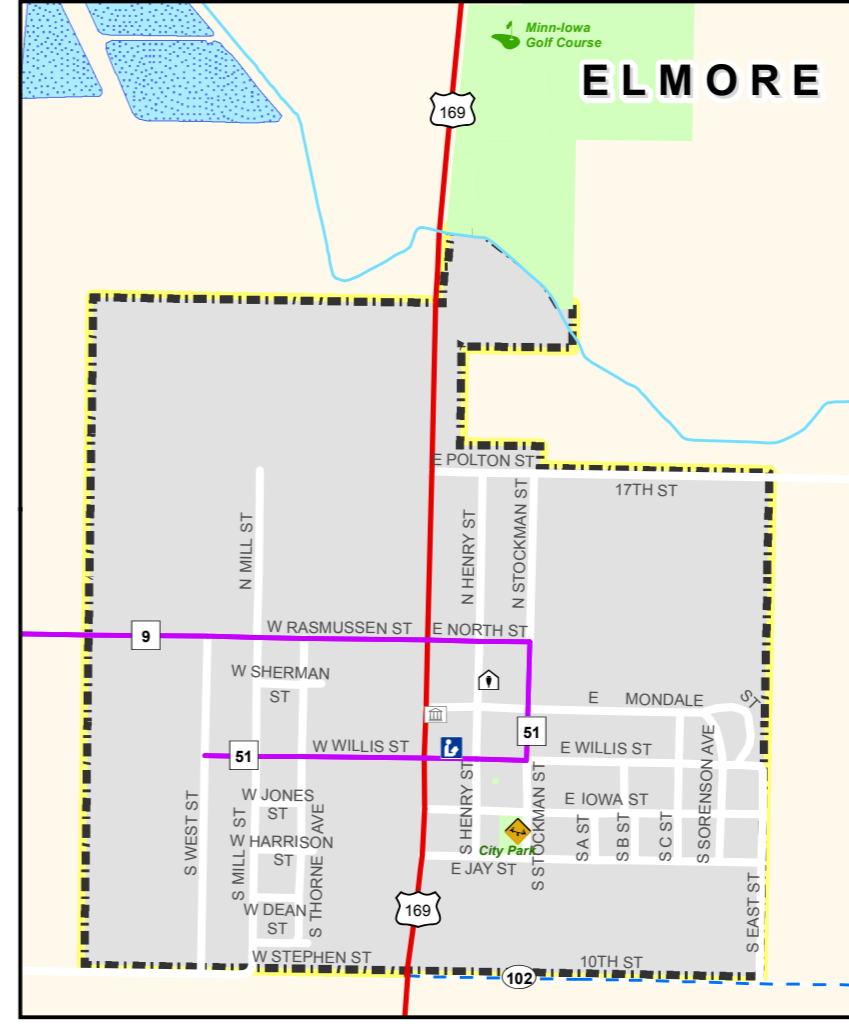 Minn-Iowa
Golf Course
ELMORE
169
E POLTON ST
17TH ST
N MILL ST
N HENRY ST
N STOCKMAN ST
9
W RASMUSSEN ST
E NORTH ST
W SHERMAN
ST
E MONDALE ST
51
W WILLIS ST
51
E WILLIS ST
S WEST ST
S MILL ST
W JONES
ST
S THORNE AVE
W HARRISON
ST
S HENRY ST
S STOCKMAN ST
E IOWA ST
S A ST
S B ST
S C ST
S SORENSON AVE
City Park
E JAY ST
S EAST ST
W DEAN
ST
169
W STEPHEN ST
10TH ST
102